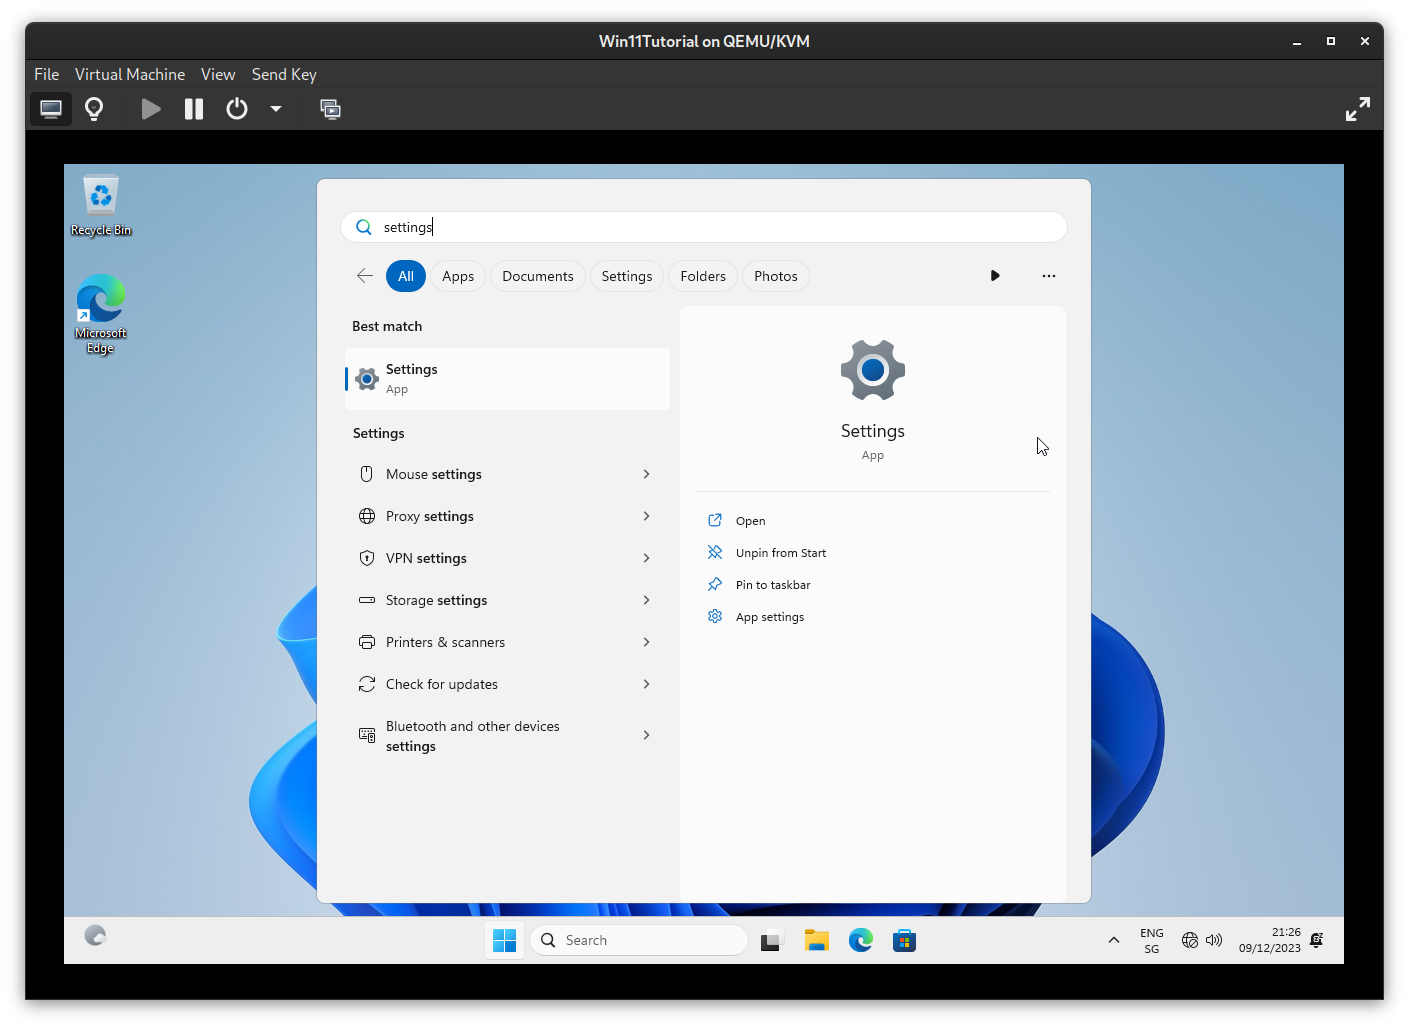 Win11Tutorial on QEMU/KVM
File Virtual Machine View Send Key
Recycle Bin
Microsoft
Edge
settings
All Apps Documents Settings Folders Photos
Best match
Settings
App
Settings
Mouse settings
Proxy settings
VPN settings
Storage settings
Printers & scanners
Check for updates
Bluetooth and other devices
settings
Settings
App
Open
Unpin from Start
Pin to taskbar
App settings
Search
ENG
SG
21:26
09/12/2023